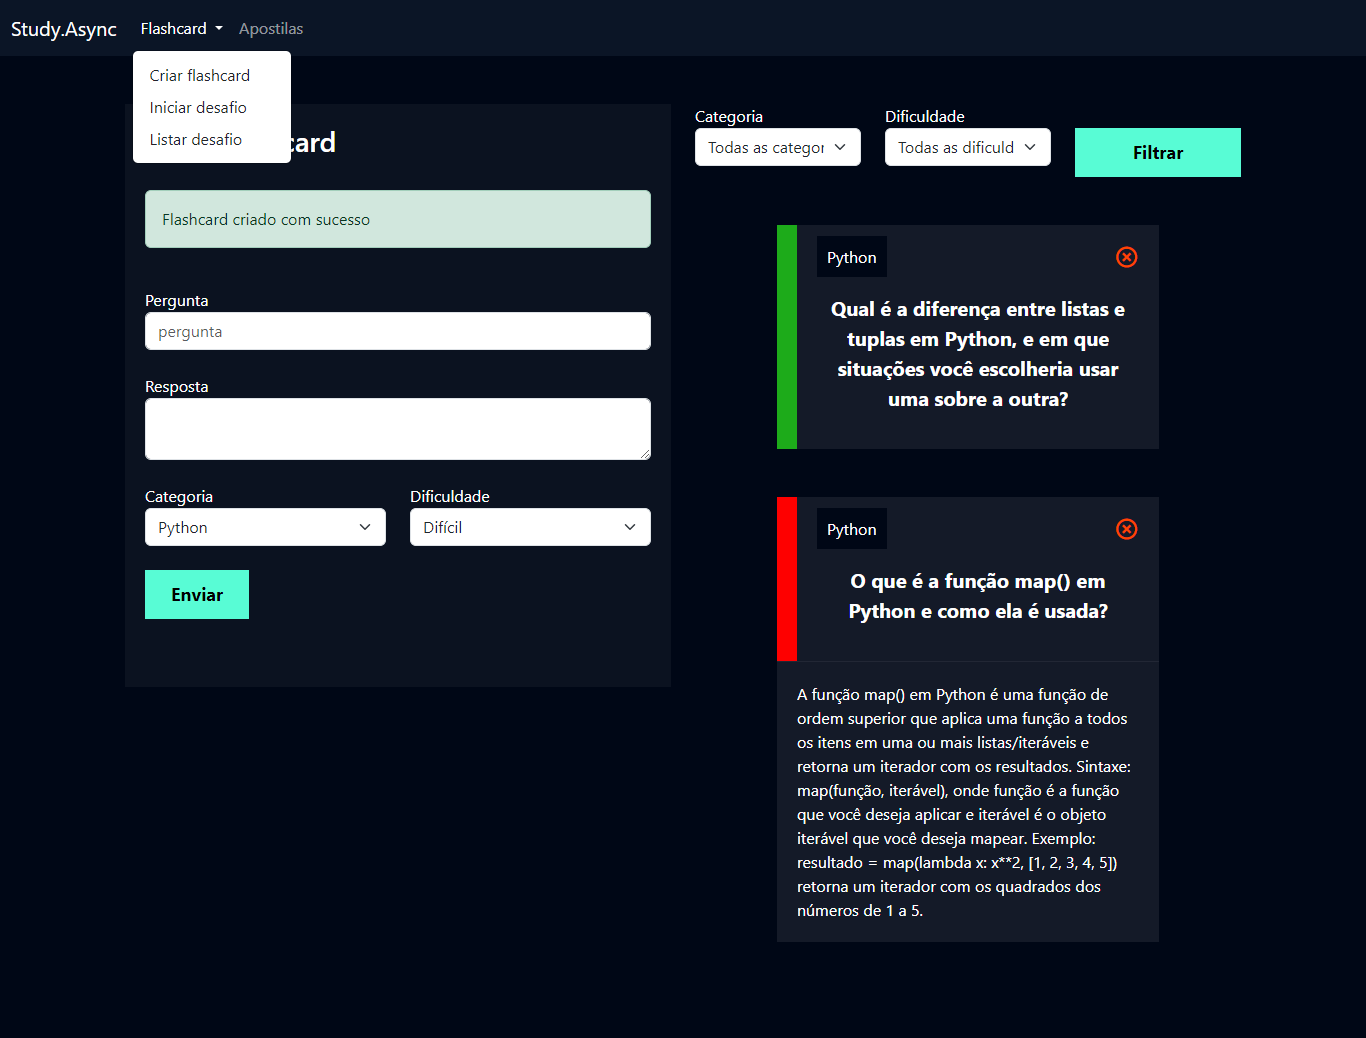 Study.Async Flashcard Apostilas
Criar flashcard
Iniciar desafio
Listar desafio
card
Flashcard criado com sucesso
Pergunta
pergunta
Resposta
Categoria Dificuldade
Python Difícil
Enviar
Categoria Dificuldade
Todas as categor Todas as dificuld Filtrar
Python
Qual é a diferença entre listas e
tuplas em Python, e em que
situações você escolheria usar
uma sobre a outra?
Python
O que é a função map() em
Python e como ela é usada?
A função map() em Python é uma função de
ordem superior que aplica uma função a todos
os itens em uma ou mais listas/iteráveis e
retorna um iterador com os resultados. Sintaxe:
map(função, iterável), onde função é a função
que você deseja aplicar e iterável é o objeto
iterável que você deseja mapear. Exemplo:
resultado = map(lambda x: x**2, [1, 2, 3, 4, 5])
retorna um iterador com os quadrados dos
números de 1 a 5.